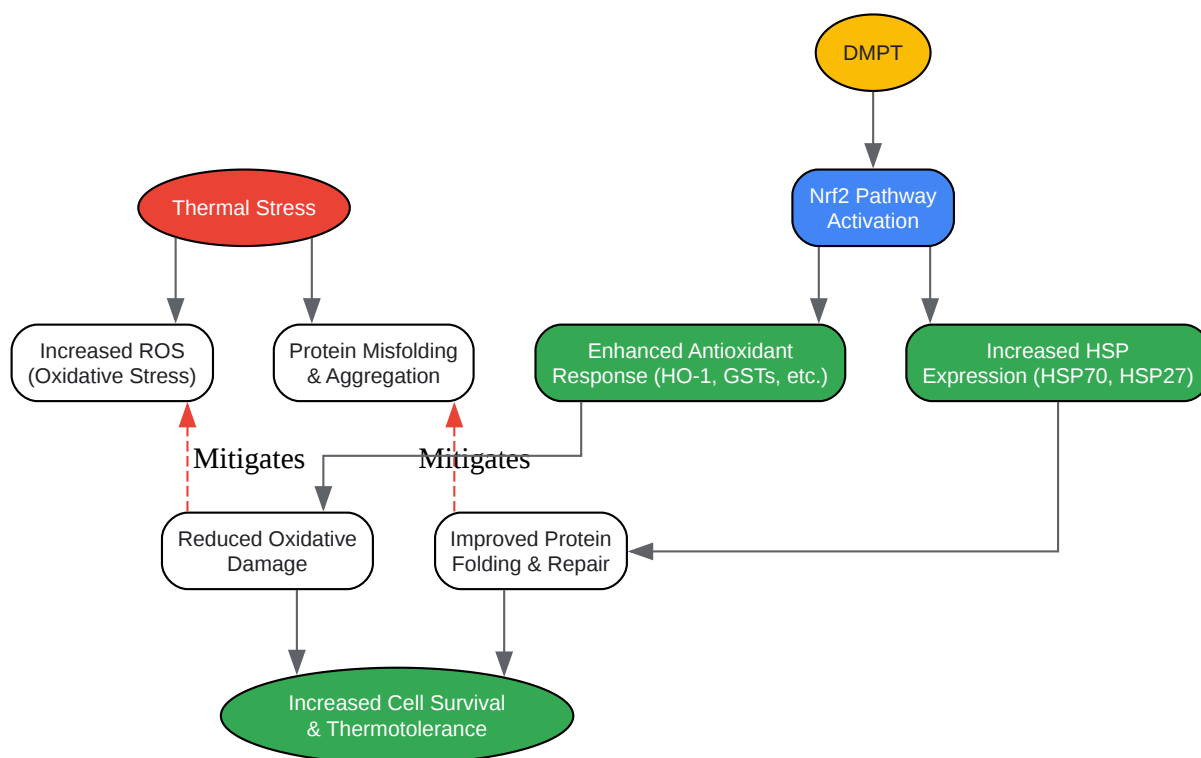 DMPT
Thermal Stress
Nrf2 Pathway
Activation
Increased ROS
(Oxidative Stress)
Protein Misfolding
& Aggregation
Enhanced Antioxidant
Response (HO-1, GSTs, etc.)
Increased HSP
Expression (HSP70, HSP27)
Mitigates
Mitigates
Reduced Oxidative
Damage
Improved Protein
Folding & Repair
Increased Cell Survival
& Thermotolerance